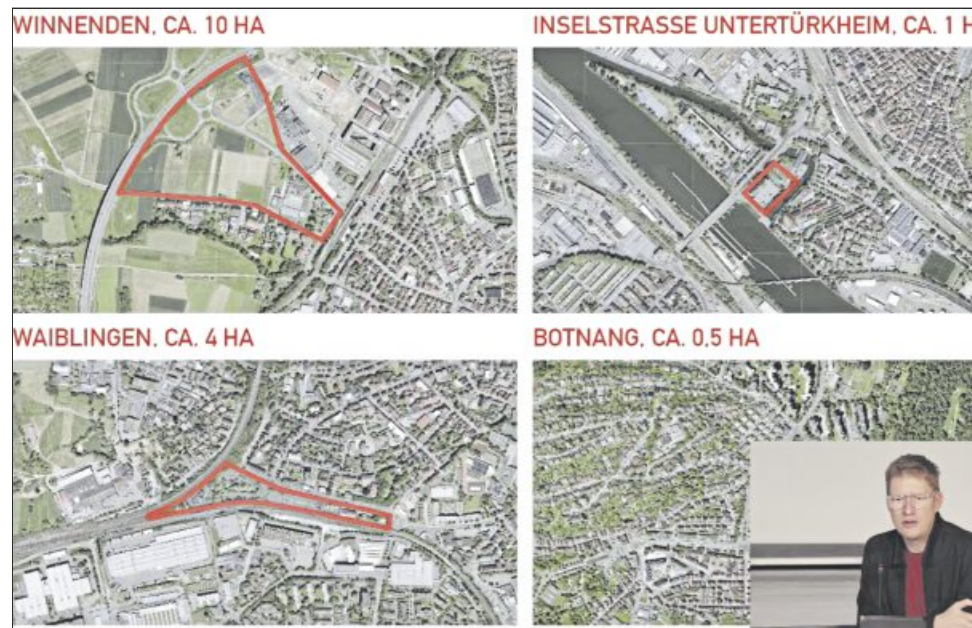 WINNENDEN, CA. 10 HA
INSELSTRASSE UNTERTÜRKHEIM, CA. 1
WAIBLINGEN, CA. 4 HA
BOTNANG, CA. 0,5 HA